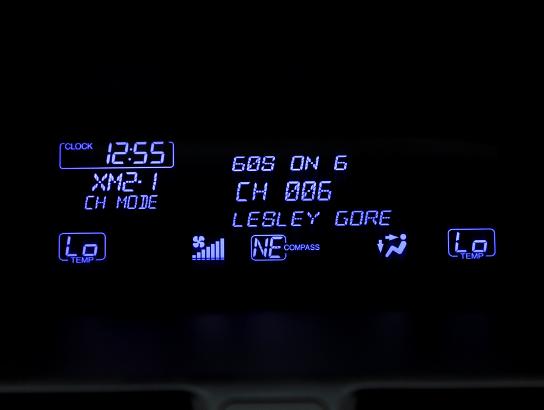 CLOCK 12:55
XM2-1
CH MODE
60S ON 6
CH 006
LESLEY GORE
Lo
TEMP
NE COMPASS
Lo
TEMP